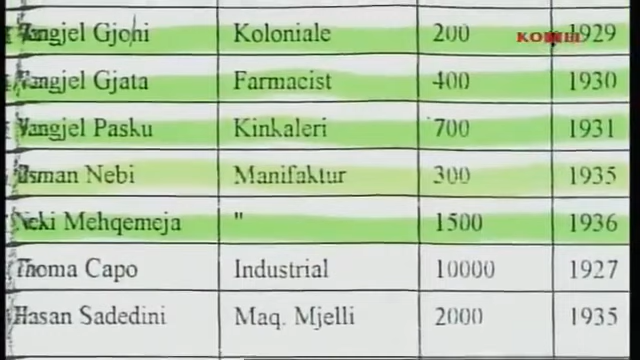 Vangjel Gjoni Koloniale 200 1929
Vangjel Gjata Farmacist 400 1930
Vangjel Pasku Kinkaleri 700 1931
Osman Nebi Manifaktur 300 1935
Neki Mehqemeja " 1500 1936
Thoma Capo Industrial 10000 1927
Hasan Sadedini Maq. Mjelli 2000 1935